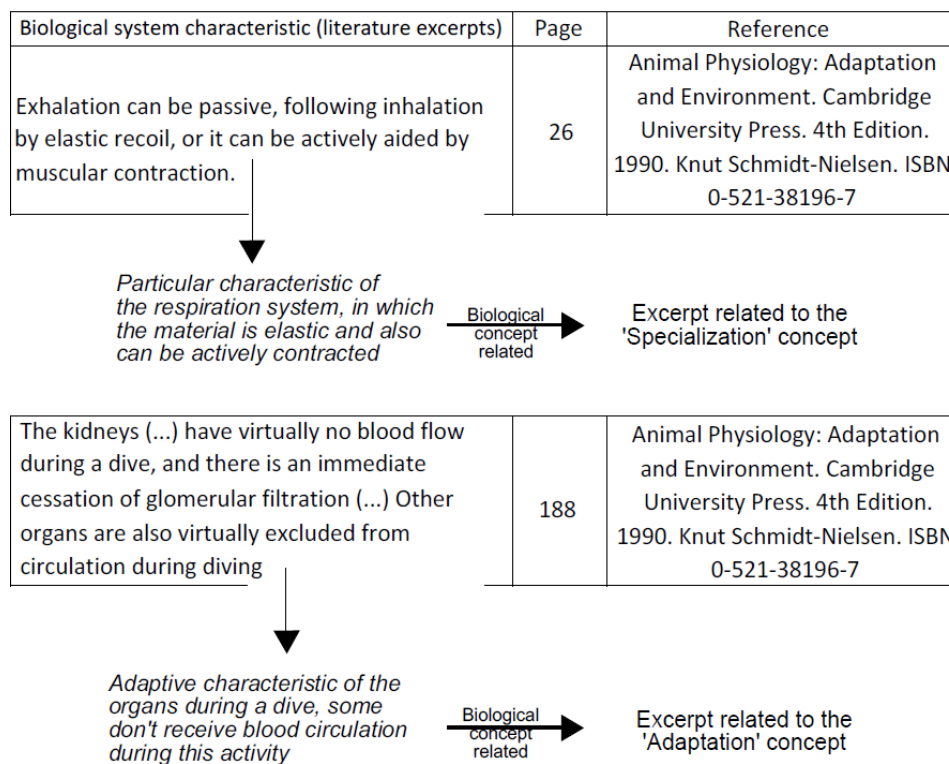 Biological system characteristic (literature excerpts)
Page
Reference
Exhalation can be passive, following inhalation
by elastic recoil, or it can be actively aided by
muscular contraction.
26
Animal Physiology: Adaptation
and Environment. Cambridge
University Press. 4th Edition.
1990. Knut Schmidt-Nielsen. ISBN
0-521-38196-7
Particular characteristic of
the respiration system, in which
the material is elastic and also
can be actively contracted
Biological
concept
related
Excerpt related to the
'Specialization' concept
The kidneys (...) have virtually no blood flow
during a dive, and there is an immediate
cessation of glomerular filtration (...) Other
organs are also virtually excluded from
circulation during diving
188
Animal Physiology: Adaptation
and Environment. Cambridge
University Press. 4th Edition.
1990. Knut Schmidt-Nielsen. ISBN
0-521-38196-7
Adaptive characteristic of the
organs during a dive, some
don't receive blood circulation
during this activity
Biological
concept
related
Excerpt related to the
'Adaptation' concept